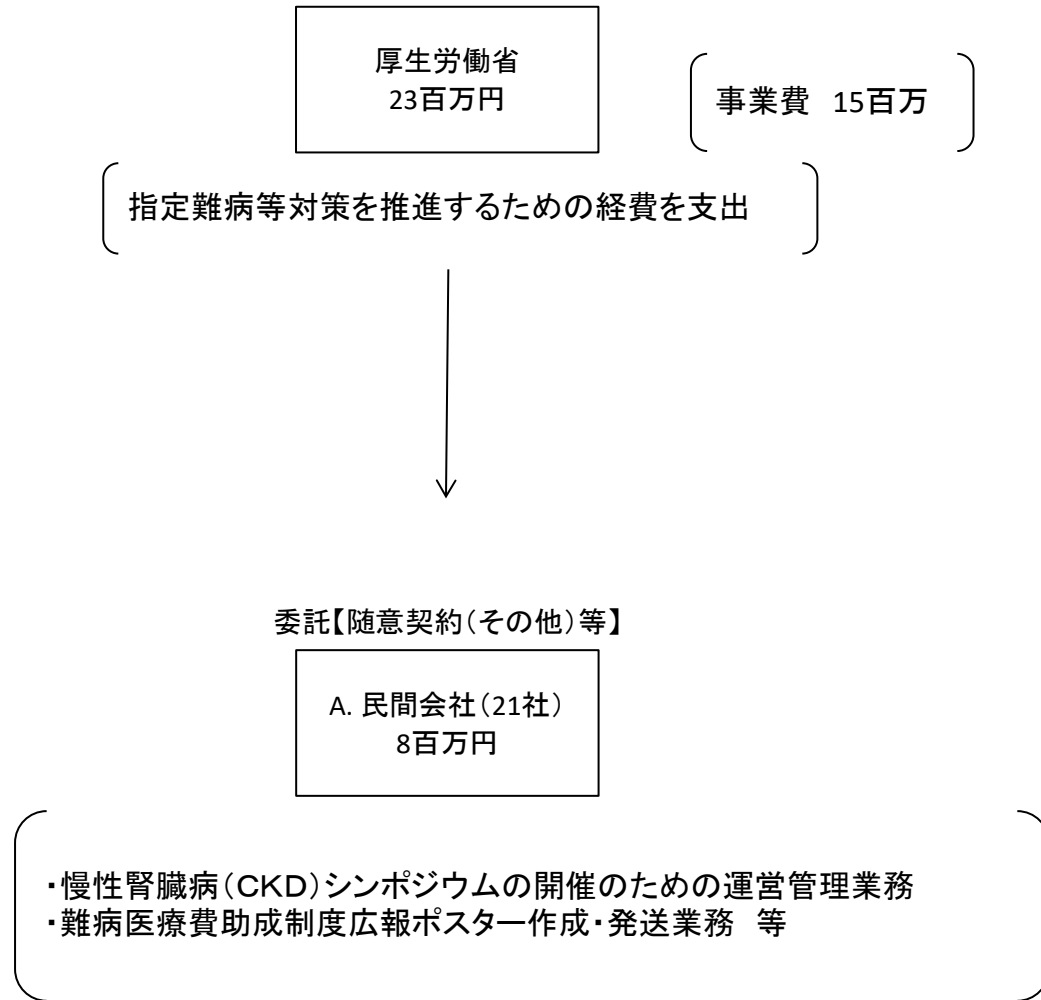 厚生労働省
23百万円
事業費　15百万
指定難病等対策を推進するための経費を支出
委託【随意契約（その他）等】
A. 民間会社（21社）
8百万円
・慢性腎臓病（ＣＫＤ）シンポジウムの開催のための運営管理業務
・難病医療費助成制度広報ポスター作成・発送業務　等